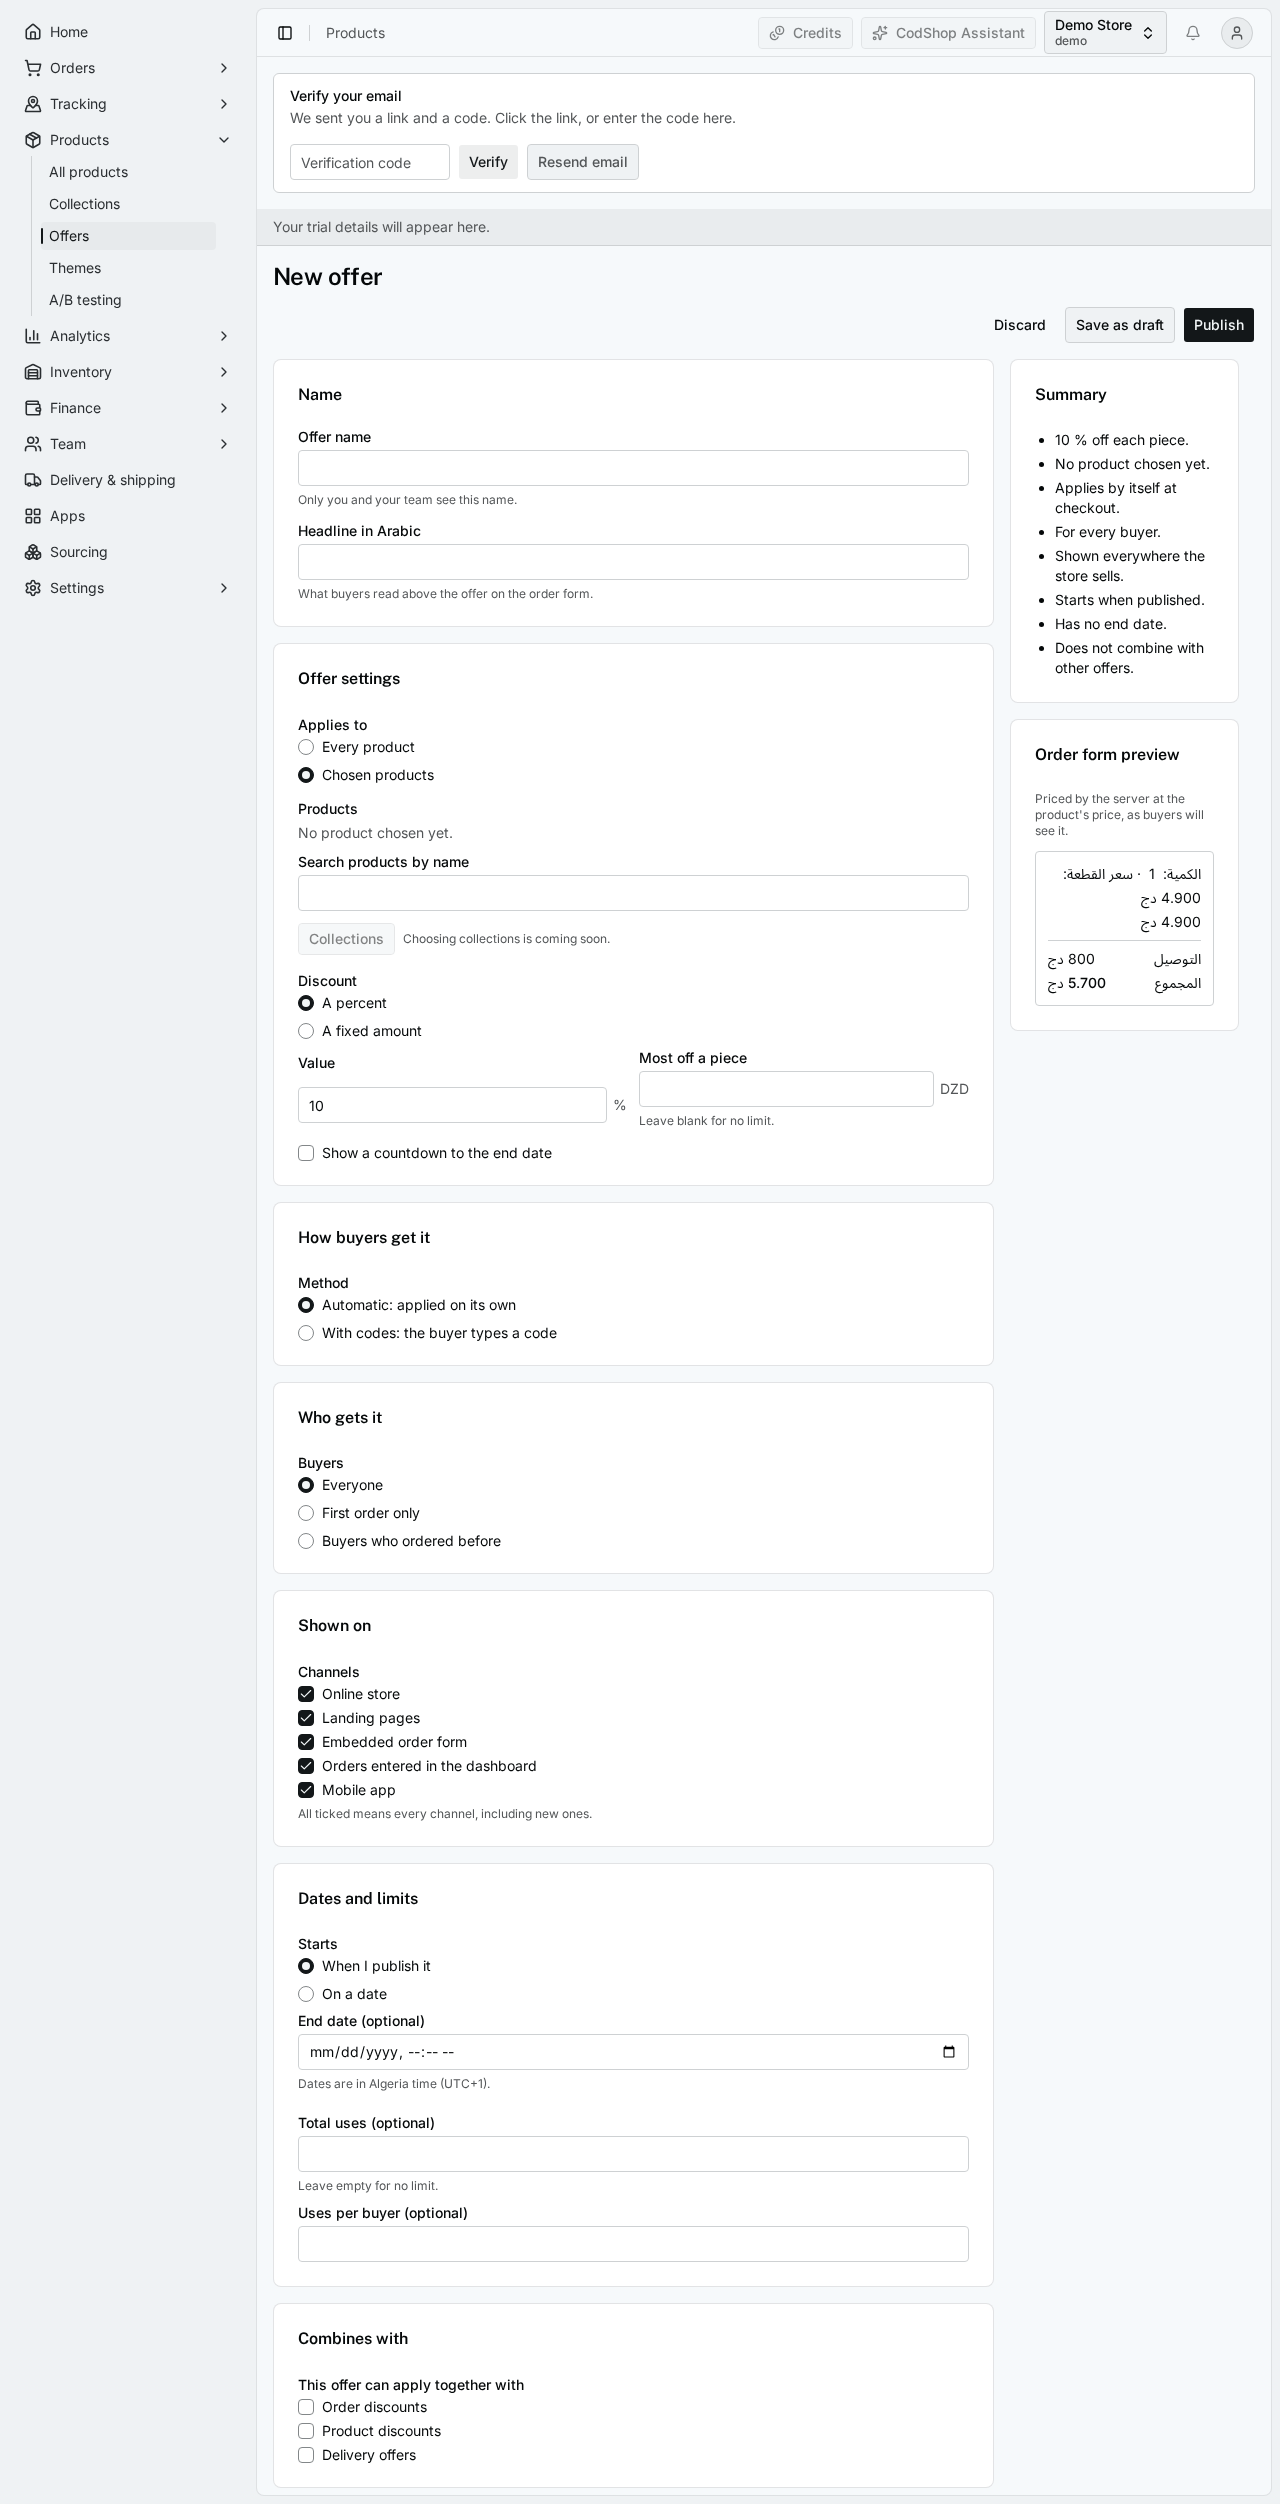 Home
Orders
Tracking
Products
All products
Collections
Offers
Themes
A/B testing
Analytics
Inventory
Finance
Team
Delivery & shipping
Apps
Sourcing
Settings
Products
Credits
CodShop Assistant
Demo Store
demo
Verify your email
We sent you a link and a code. Click the link, or enter the code here.
Verification code
Verify
Resend email
Your trial details will appear here.
New offer
Discard
Save as draft
Publish
Name
Offer name
Only you and your team see this name.
Headline in Arabic
What buyers read above the offer on the order form.
Offer settings
Applies to
Every product
Chosen products
Products
No product chosen yet.
Search products by name
Collections
Choosing collections is coming soon.
Discount
A percent
A fixed amount
Value
10
%
Most off a piece
DZD
Leave blank for no limit.
Show a countdown to the end date
How buyers get it
Method
Automatic: applied on its own
With codes: the buyer types a code
Who gets it
Buyers
Everyone
First order only
Buyers who ordered before
Shown on
Channels
Online store
Landing pages
Embedded order form
Orders entered in the dashboard
Mobile app
All ticked means every channel, including new ones.
Dates and limits
Starts
When I publish it
On a date
End date (optional)
mm/dd/yyyy, --:-- --
Dates are in Algeria time (UTC+1).
Total uses (optional)
Leave empty for no limit.
Uses per buyer (optional)
Combines with
This offer can apply together with
Order discounts
Product discounts
Delivery offers
Summary
10 % off each piece.
No product chosen yet.
Applies by itself at
checkout.
For every buyer.
Shown everywhere the
store sells.
Starts when published.
Has no end date.
Does not combine with
other offers.
Order form preview
Priced by the server at the
product's price, as buyers will
see it.
الكمية: 1 · سعر القطعة:
4.900 دج
4.900 دج
التوصيل 800 دج
المجموع 5.700 دج